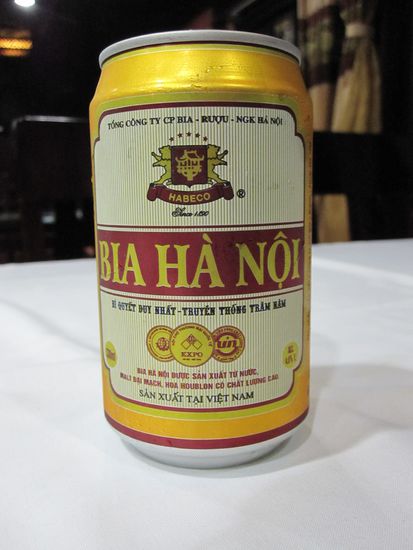 TỔNG CÔNG TY CP BIA - RƯỢU - NGK HÀ NỘI
HABECO
®
Since 1890
BIA HÀ NỘI
BÍ QUYẾT DUY NHẤT - TRUYỀN THỐNG TRĂM NĂM
EXPO
BIA HÀ NỘI ĐƯỢC SẢN XUẤT TỪ NƯỚC,
MALT ĐẠI MẠCH, HOA HOUBLON CÓ CHẤT LƯỢNG CAO.
SẢN XUẤT TẠI VIỆT NAM